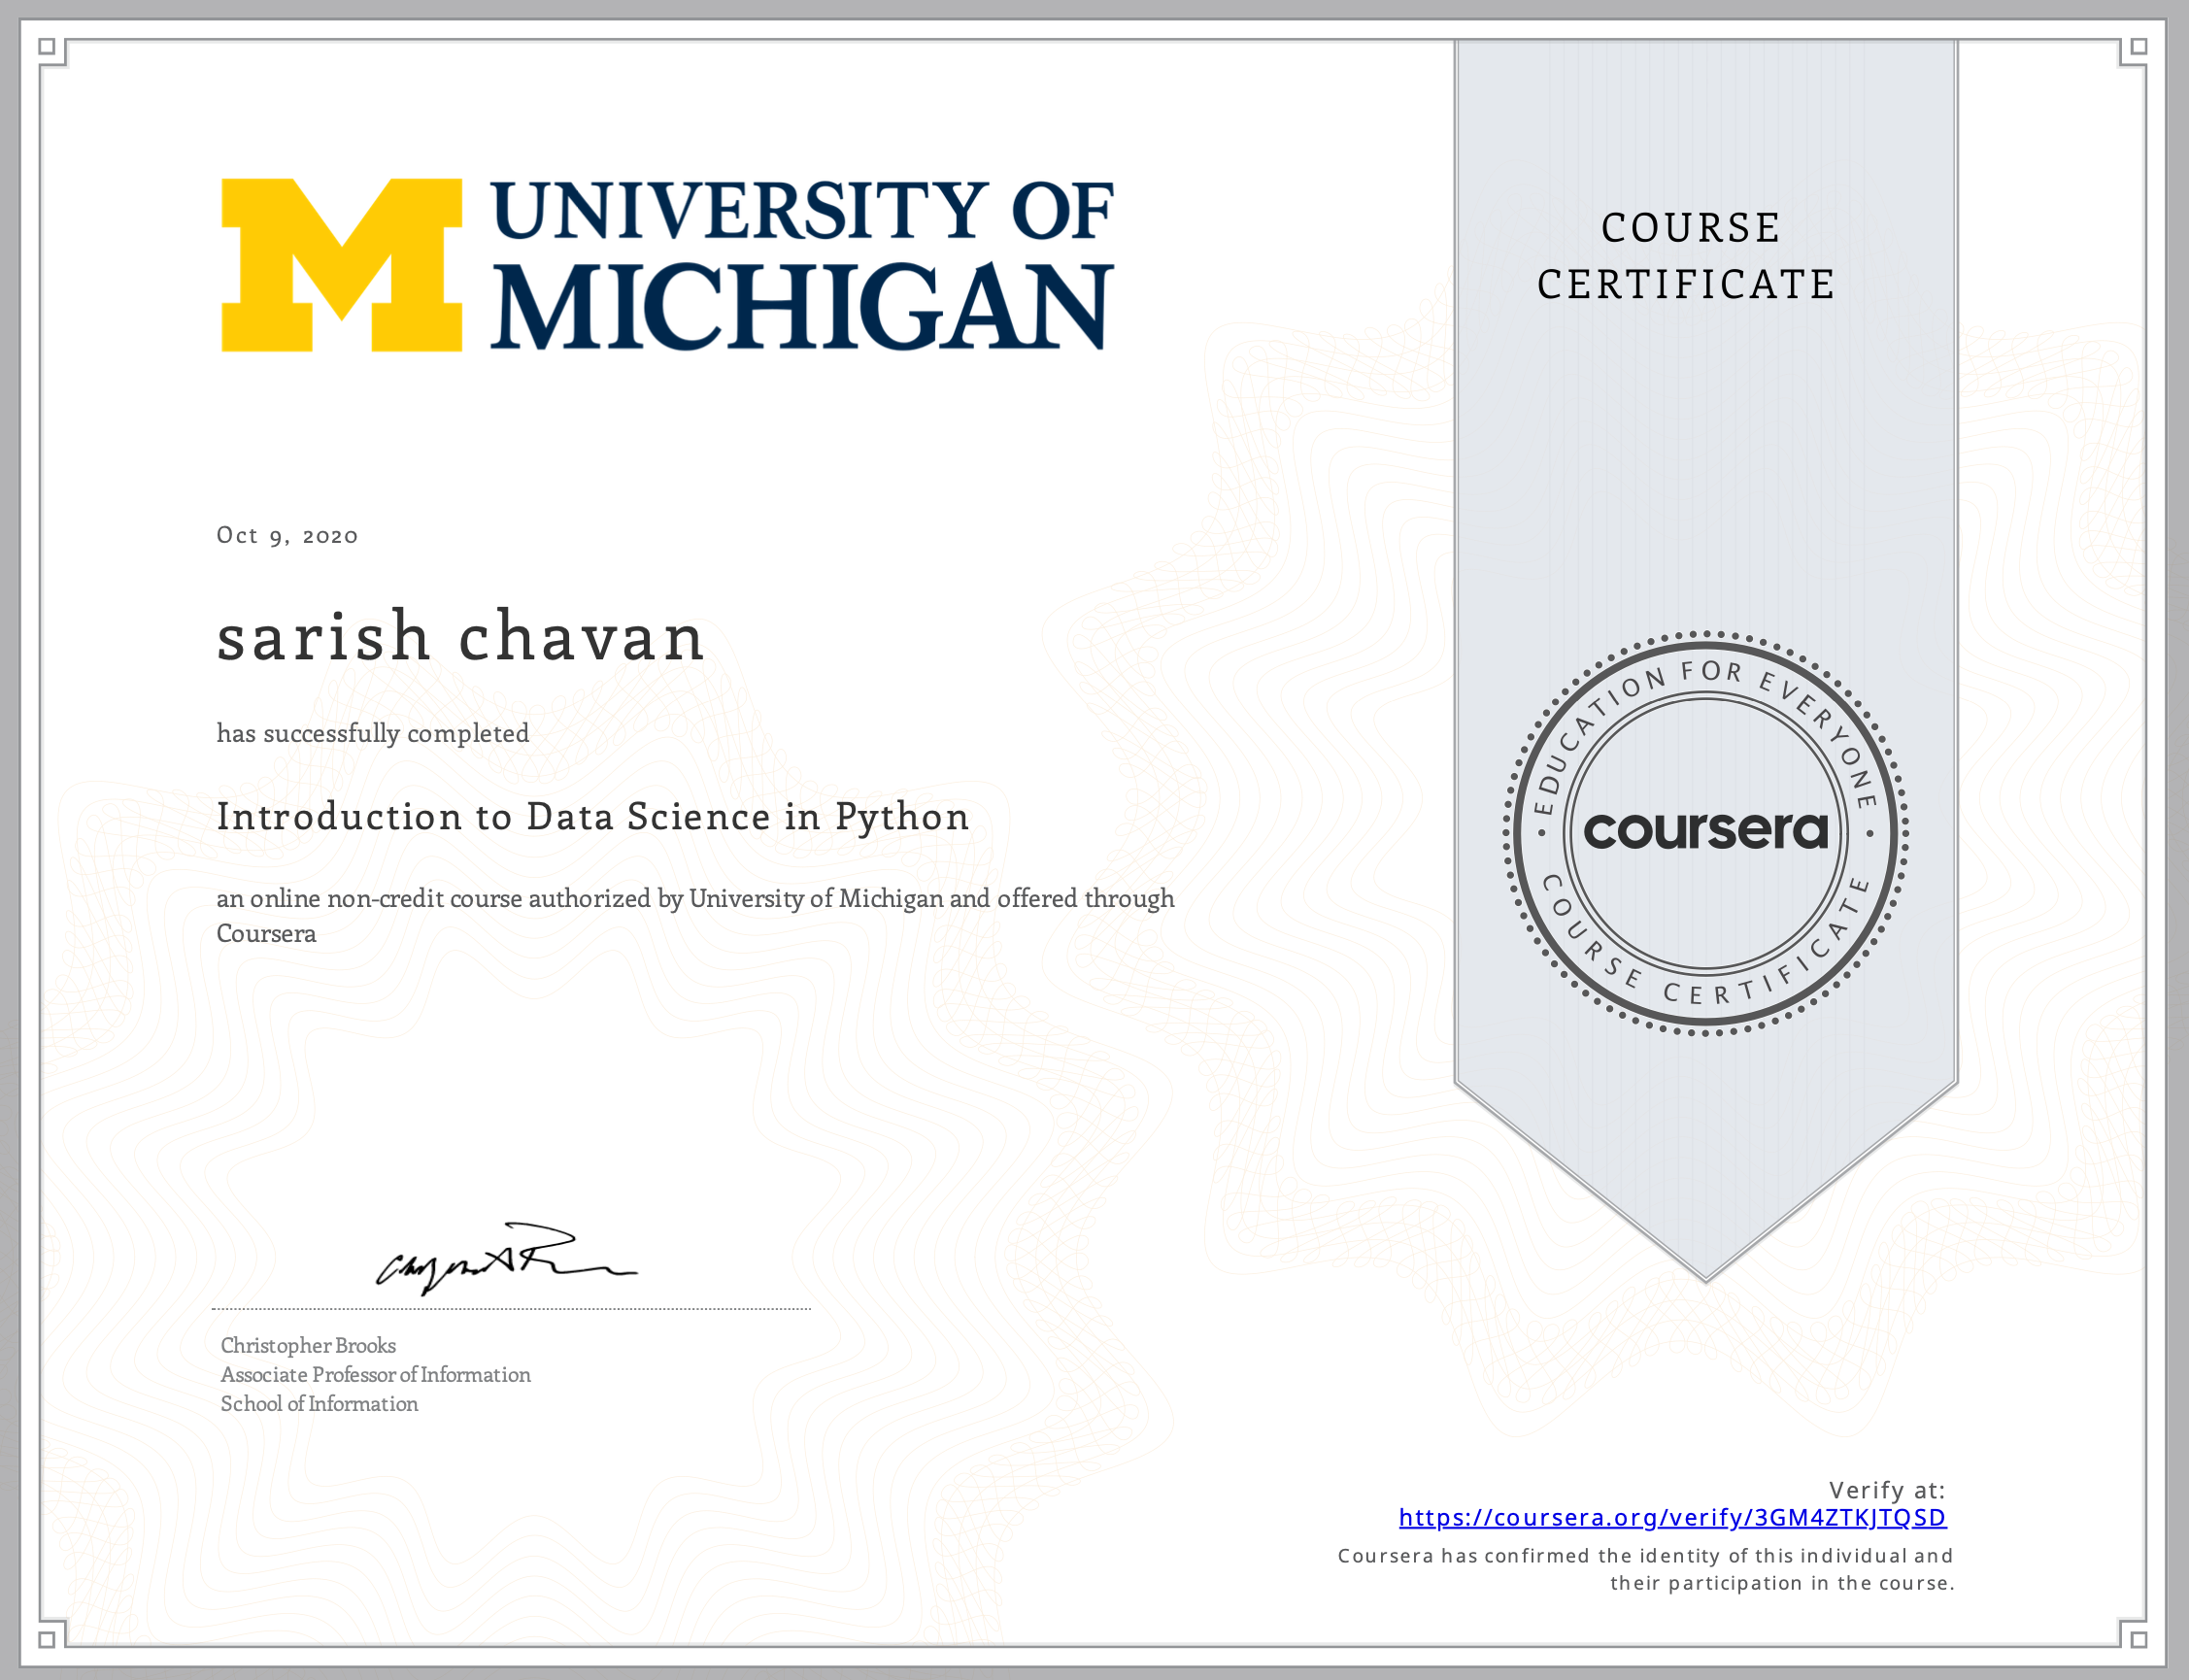 UNIVERSITY OF
MICHIGAN
COURSE
CERTIFICATE
Oct 9, 2020
sarish chavan
has successfully completed
Introduction to Data Science in Python
an online non-credit course authorized by University of Michigan and offered through
Coursera
EDUCATION FOR EVERYONE
coursera
COURSE CERTIFICATE
Christopher Brooks
Associate Professor of Information
School of Information
Verify at:
https://coursera.org/verify/3GM4ZTKJTQSD
Coursera has confirmed the identity of this individual and
their participation in the course.